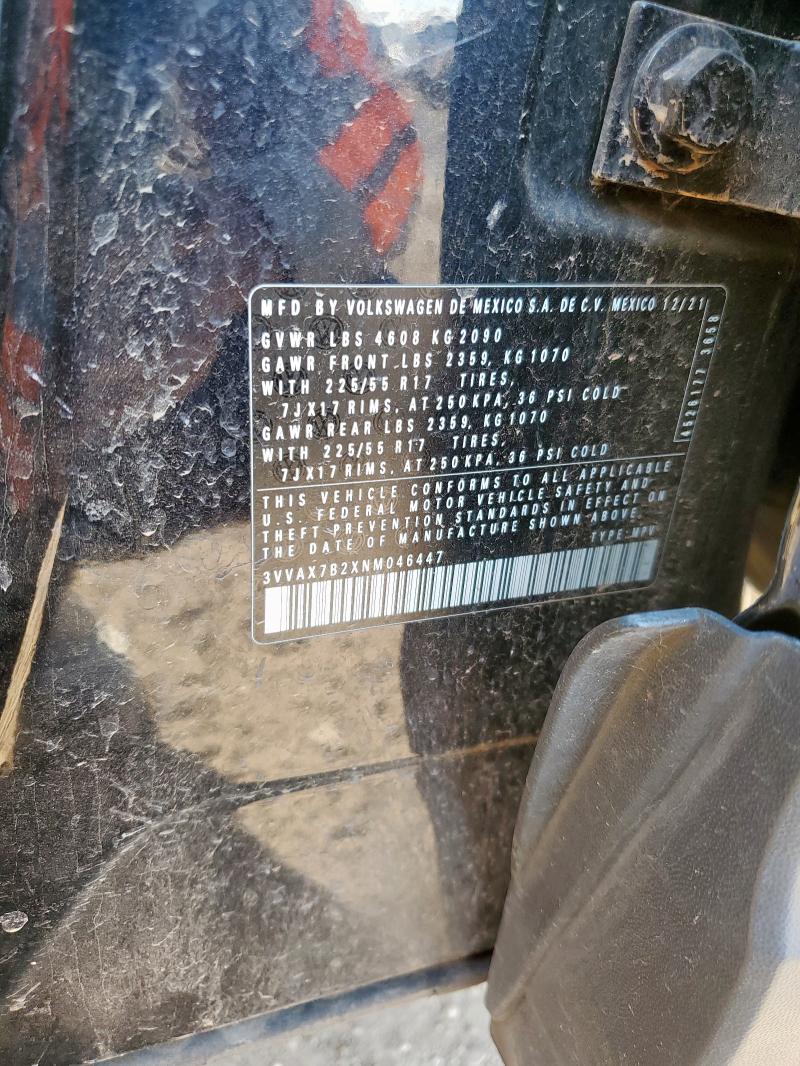 MFD BY VOLKSWAGEN DE MEXICO S.A. DE C.V. MEXICO 12/21
GVWR LBS 4608 KG 2090
GAWR FRONT LBS 2359, KG 1070
WITH 225/55 R17 TIRES,
7JX17 RIMS, AT 250 KPA, 36 PSI COLD
GAWR REAR LBS 2359, KG 1070
WITH 225/55 R17 TIRES,
7JX17 RIMS, AT 250 KPA, 36 PSI COLD
THIS VEHICLE CONFORMS TO ALL APPLICABLE
U.S. FEDERAL MOTOR VEHICLE SAFETY AND
THEFT PREVENTION STANDARDS IN EFFECT ON
THE DATE OF MANUFACTURE SHOWN ABOVE.
TYPE-MPV
3VVAX7B2XNM046447